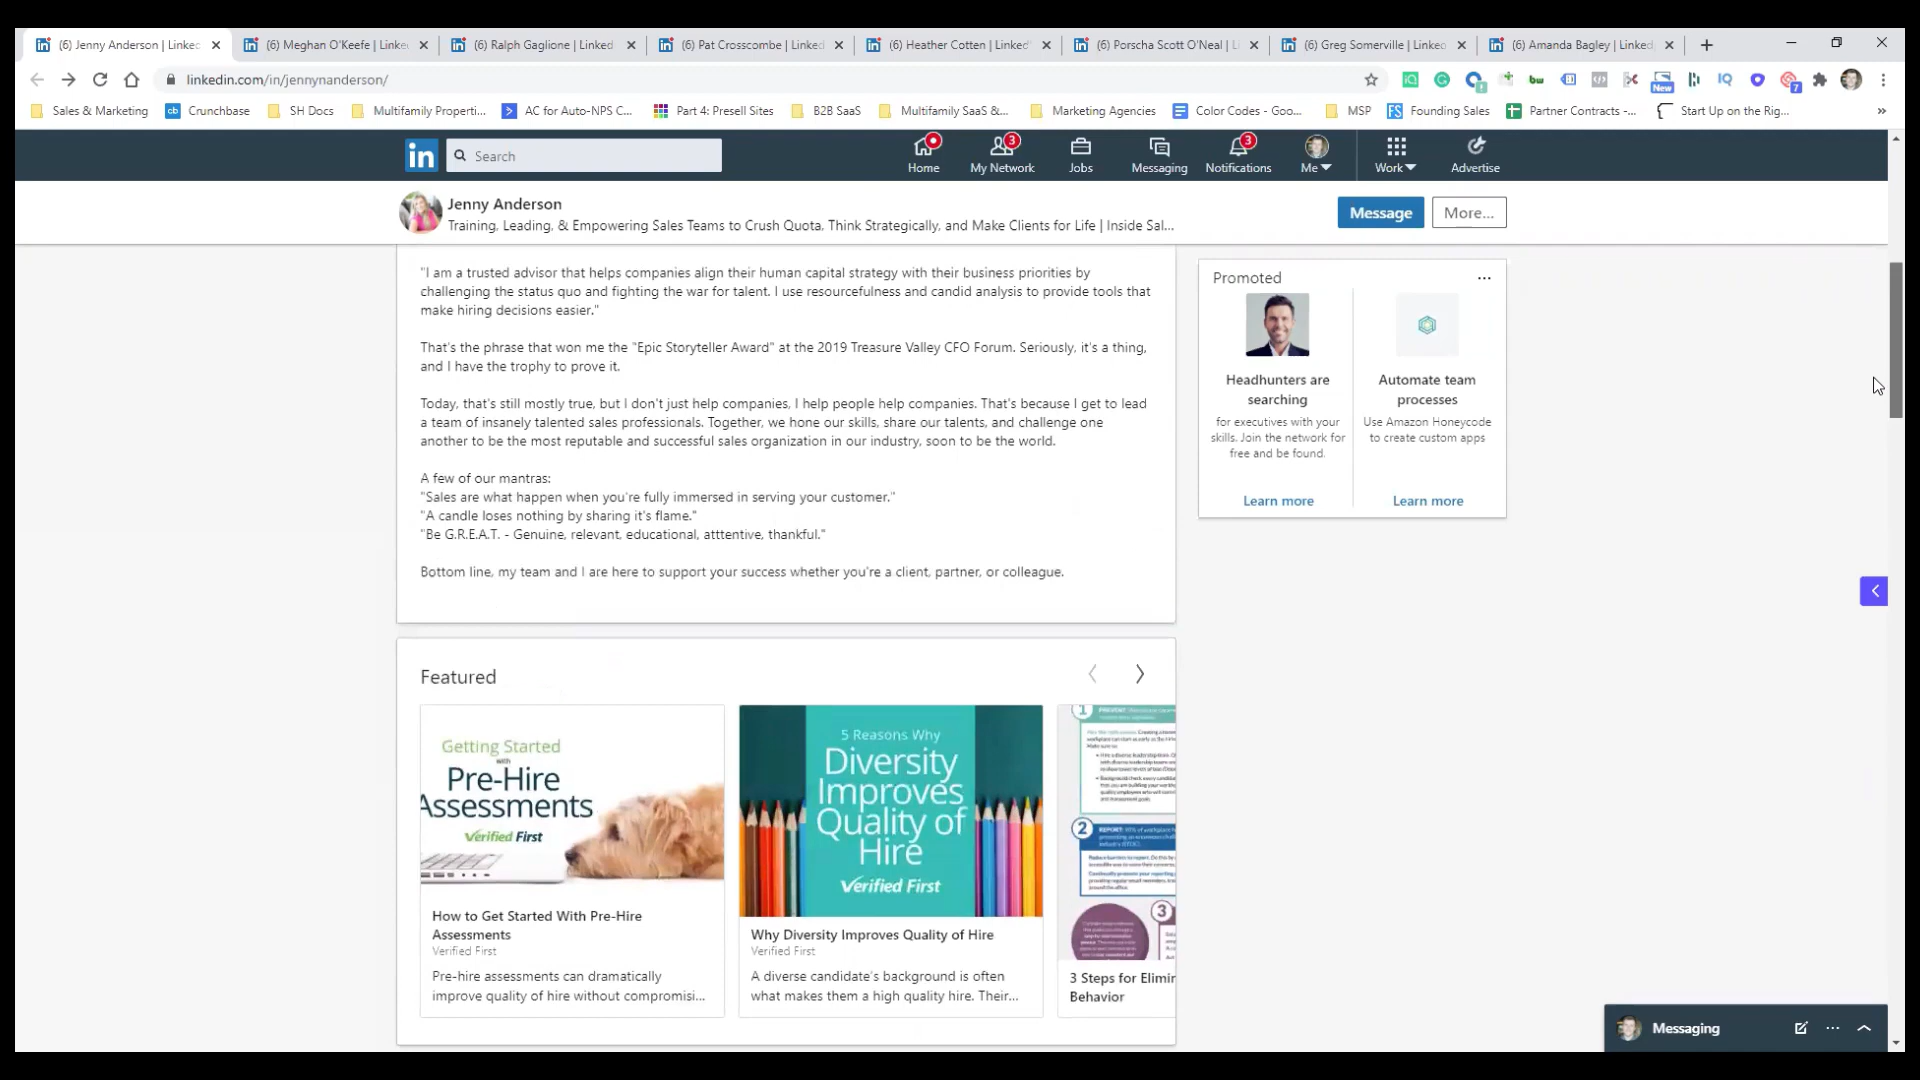 (6) Jenny Anderson | Linked
(6) Meghan O'Keefe | Linked
(6) Ralph Gaglione | Linked
(6) Pat Crosscombe | Linked
(6) Heather Cotten | Linked
(6) Porscha Scott O'Neal | L
(6) Greg Somerville | Linked
(6) Amanda Bagley | Linked
linkedin.com/in/jennynanderson/
New
7
Sales & Marketing
Crunchbase
SH Docs
Multifamily Properti...
AC for Auto-NPS C...
Part 4: Presell Sites
B2B SaaS
Multifamily SaaS &...
Marketing Agencies
Color Codes - Goo...
MSP
Founding Sales
Partner Contracts -...
Start Up on the Rig...
in
Search
Home
3
My Network
Jobs
Messaging
3
Notifications
Me
Work
Advertise
Jenny Anderson
Training, Leading, & Empowering Sales Teams to Crush Quota, Think Strategically, and Make Clients for Life | Inside Sal...
Message
More...
"I am a trusted advisor that helps companies align their human capital strategy with their business priorities by
challenging the status quo and fighting the war for talent. I use resourcefulness and candid analysis to provide tools that
make hiring decisions easier."
That's the phrase that won me the "Epic Storyteller Award" at the 2019 Treasure Valley CFO Forum. Seriously, it's a thing,
and I have the trophy to prove it.
Today, that's still mostly true, but I don't just help companies, I help people help companies. That's because I get to lead
a team of insanely talented sales professionals. Together, we hone our skills, share our talents, and challenge one
another to be the most reputable and successful sales organization in our industry, soon to be the world.
A few of our mantras:
"Sales are what happen when you're fully immersed in serving your customer."
"A candle loses nothing by sharing it's flame."
"Be G.R.E.A.T. - Genuine, relevant, educational, atttentive, thankful."
Bottom line, my team and I are here to support your success whether you're a client, partner, or colleague.
Promoted
Headhunters are
searching
for executives with your
skills. Join the network for
free and be found.
Learn more
Automate team
processes
Use Amazon Honeycode
to create custom apps
Learn more
Featured
Getting Started
with
Pre-Hire
Assessments
Verified First
How to Get Started With Pre-Hire
Assessments
Verified First
Pre-hire assessments can dramatically
improve quality of hire without compromisi...
5 Reasons Why
Diversity
Improves
Quality of
Hire
Verified First
Why Diversity Improves Quality of Hire
Verified First
A diverse candidate's background is often
what makes them a high quality hire. Their...
1
2
3
3 Steps for Elimin
Behavior
Messaging